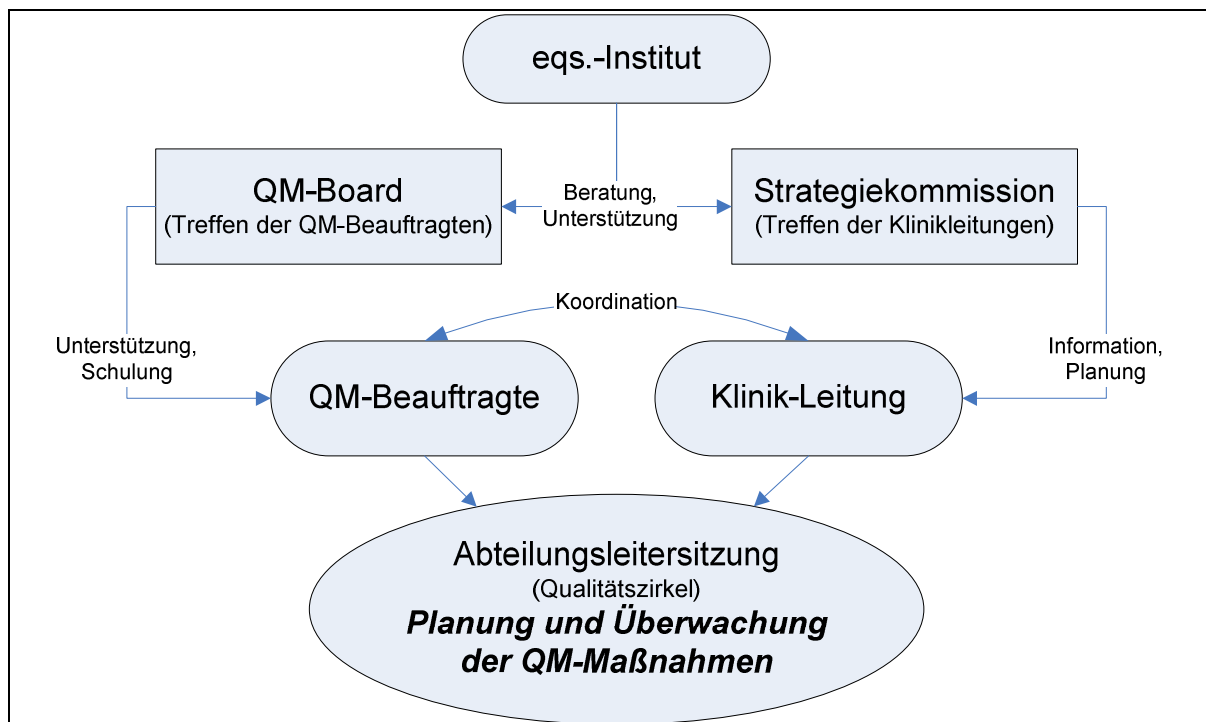 eqs.-Institut
QM-Board
(Treffen der QM-Beauftragten)
Beratung,
Unterstützung
Strategiekommission
(Treffen der Klinikleitungen)
Koordination
Unterstützung,
Schulung
Information,
Planung
QM-Beauftragte
Klinik-Leitung
Abteilungsleitersitzung
(Qualitätszirkel)
Planung und Überwachung
der QM-Maßnahmen